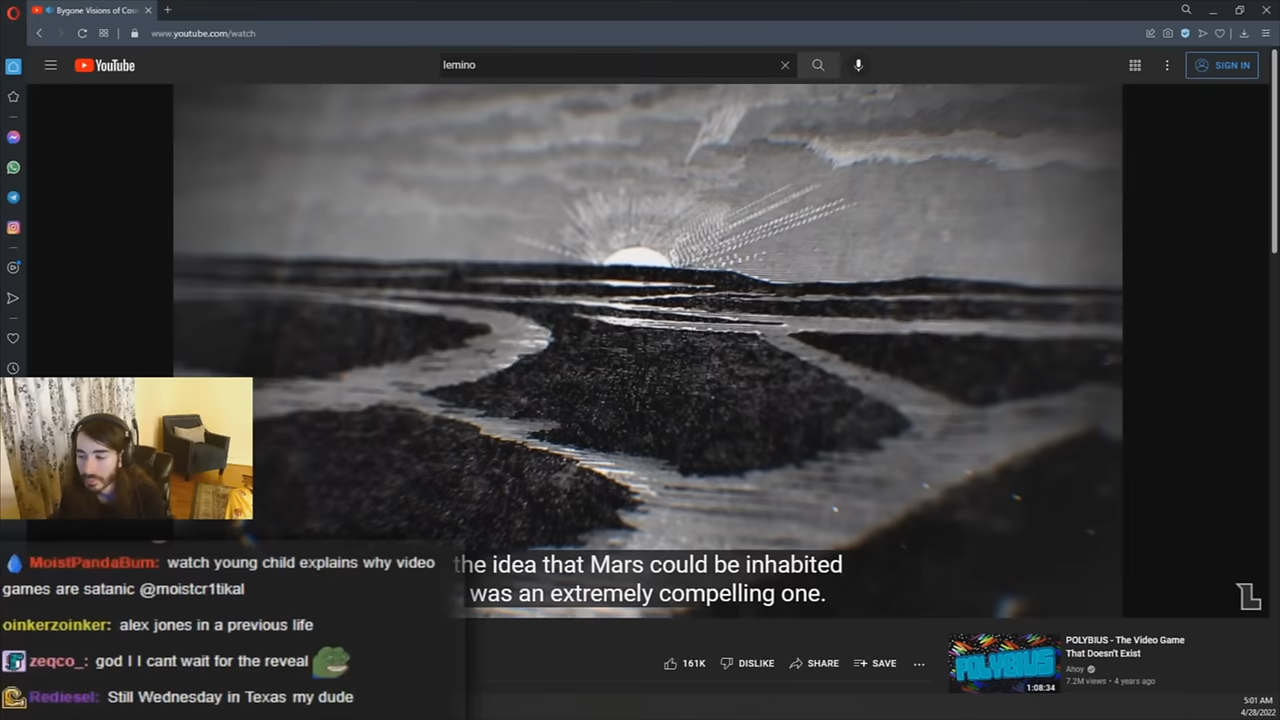 Bygone Visions of Cos
www.youtube.com/watch
YouTube
lemino
SIGN IN
the idea that Mars could be inhabited
was an extremely compelling one.
MoistPandaBum: watch young child explains why video
games are satanic @moistcr1tikal
oinkerzoinker: alex jones in a previous life
zeqco_: god I I cant wait for the reveal
Rediesel: Still Wednesday in Texas my dude
161K
DISLIKE
SHARE
SAVE
POLYBIUS
1:08:34
POLYBIUS - The Video Game
That Doesn't Exist
Ahoy
7.2M views • 4 years ago
5:01 AM
4/28/2022